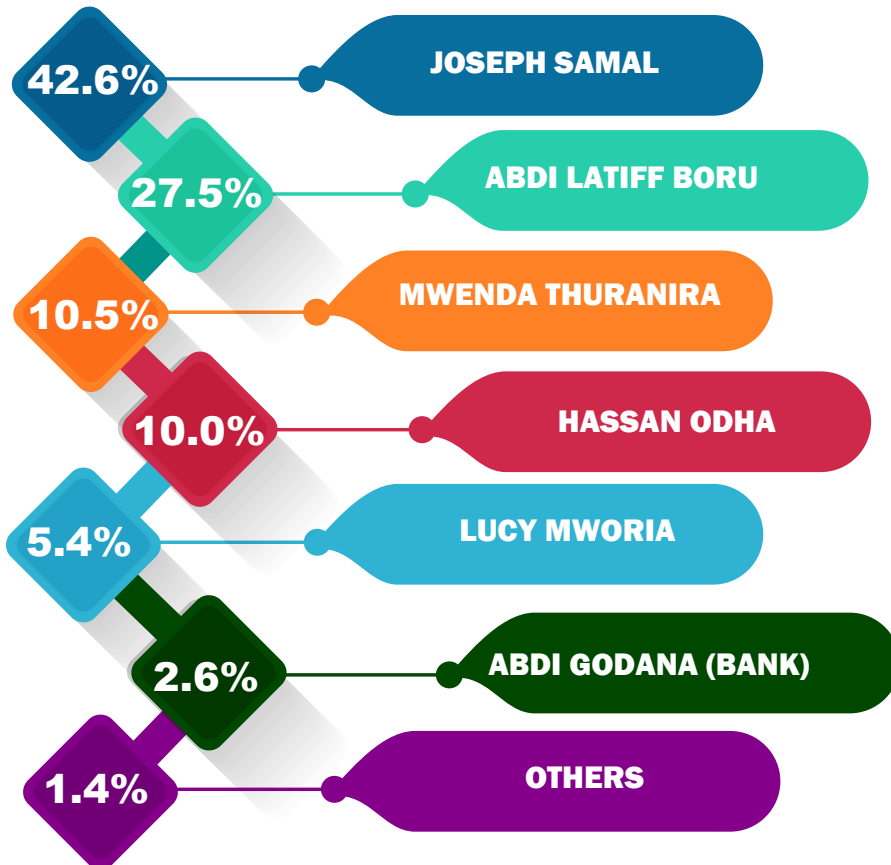 42.6%
JOSEPH SAMAL
27.5%
ABDI LATIFF BORU
10.5%
MWENDA THURANIRA
10.0%
HASSAN ODHA
5.4%
LUCY MWORIA
2.6%
ABDI GODANA (BANK)
1.4%
OTHERS